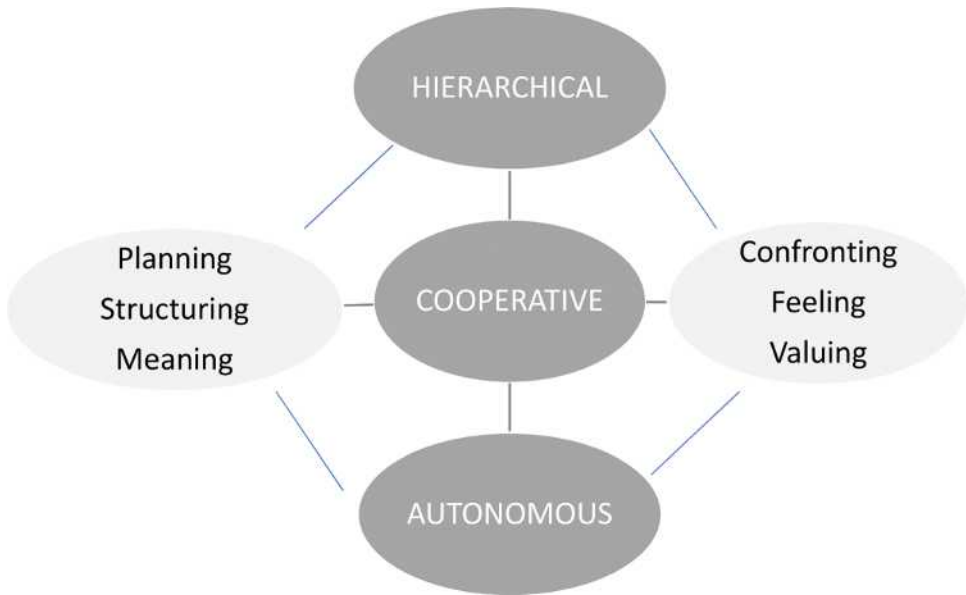 HIERARCHICAL
Planning
Structuring
Meaning
COOPERATIVE
Confronting
Feeling
Valuing
AUTONOMOUS